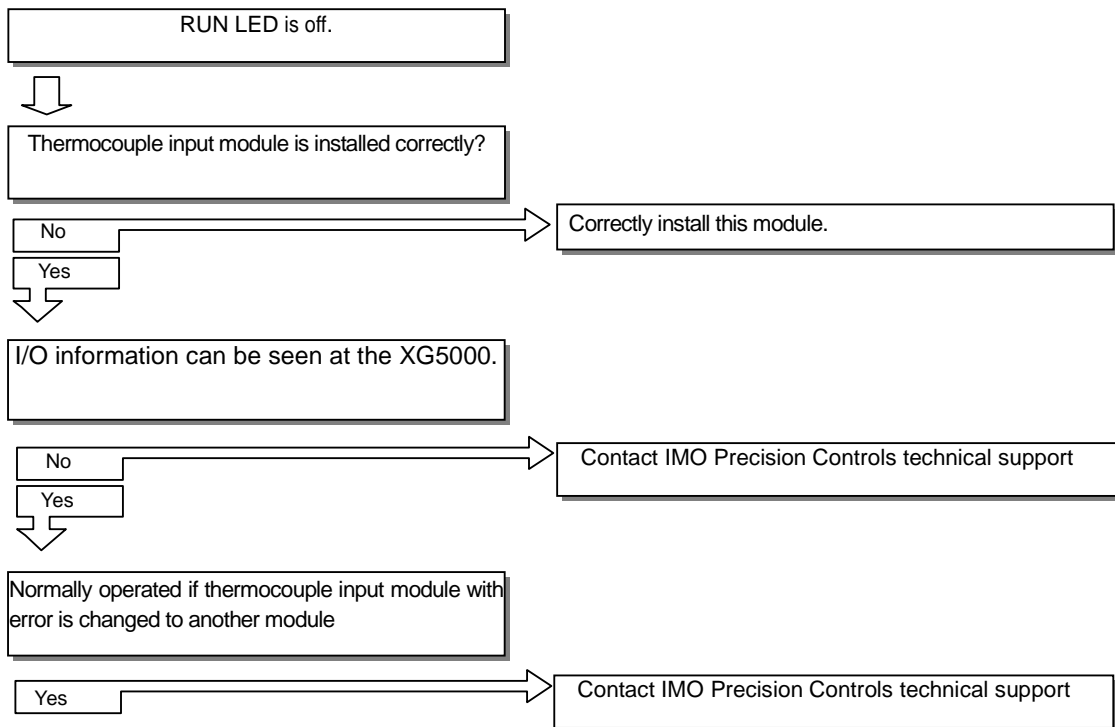 RUN LED is off.
Thermocouple input module is installed correctly?
No
Correctly install this module.
Yes
I/O information can be seen at the XG5000.
No
Contact IMO Precision Controls technical support
Yes
Normally operated if thermocouple input module with
error is changed to another module
Yes
Contact IMO Precision Controls technical support